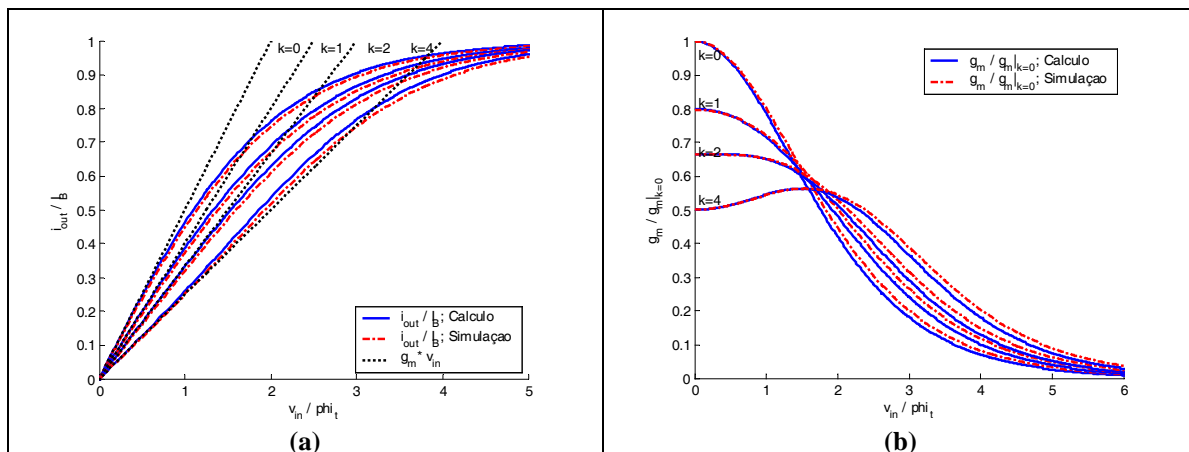 k=0 k=1 k=2 k=4
1
0.9
0.8
0.7
0.6
0.5
0.4
0.3
0.2
0.1
0
i_out / I_B
0 1 2 3 4 5
v_in / phi_t
i_out / I_B; Calculo
i_out / I_B; Simulaçao
g_m * v_in
(a)
1
0.9
0.8
0.7
0.6
0.5
0.4
0.3
0.2
0.1
0
g_m / g_m|k=0
k=0
k=1
k=2
k=4
g_m / g_m|k=0; Calculo
g_m / g_m|k=0; Simulaçao
0 1 2 3 4 5 6
v_in / phi_t
(b)